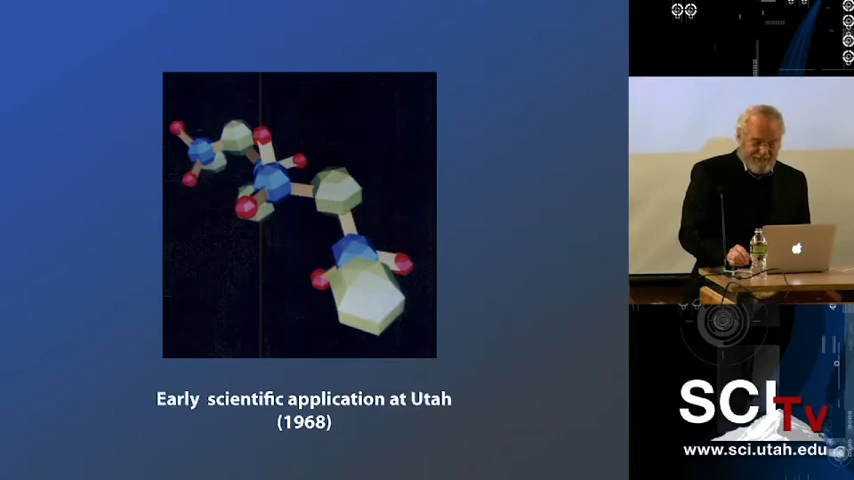 Early scientific application at Utah
(1968)
SCI
TV
www.sci.utah.edu